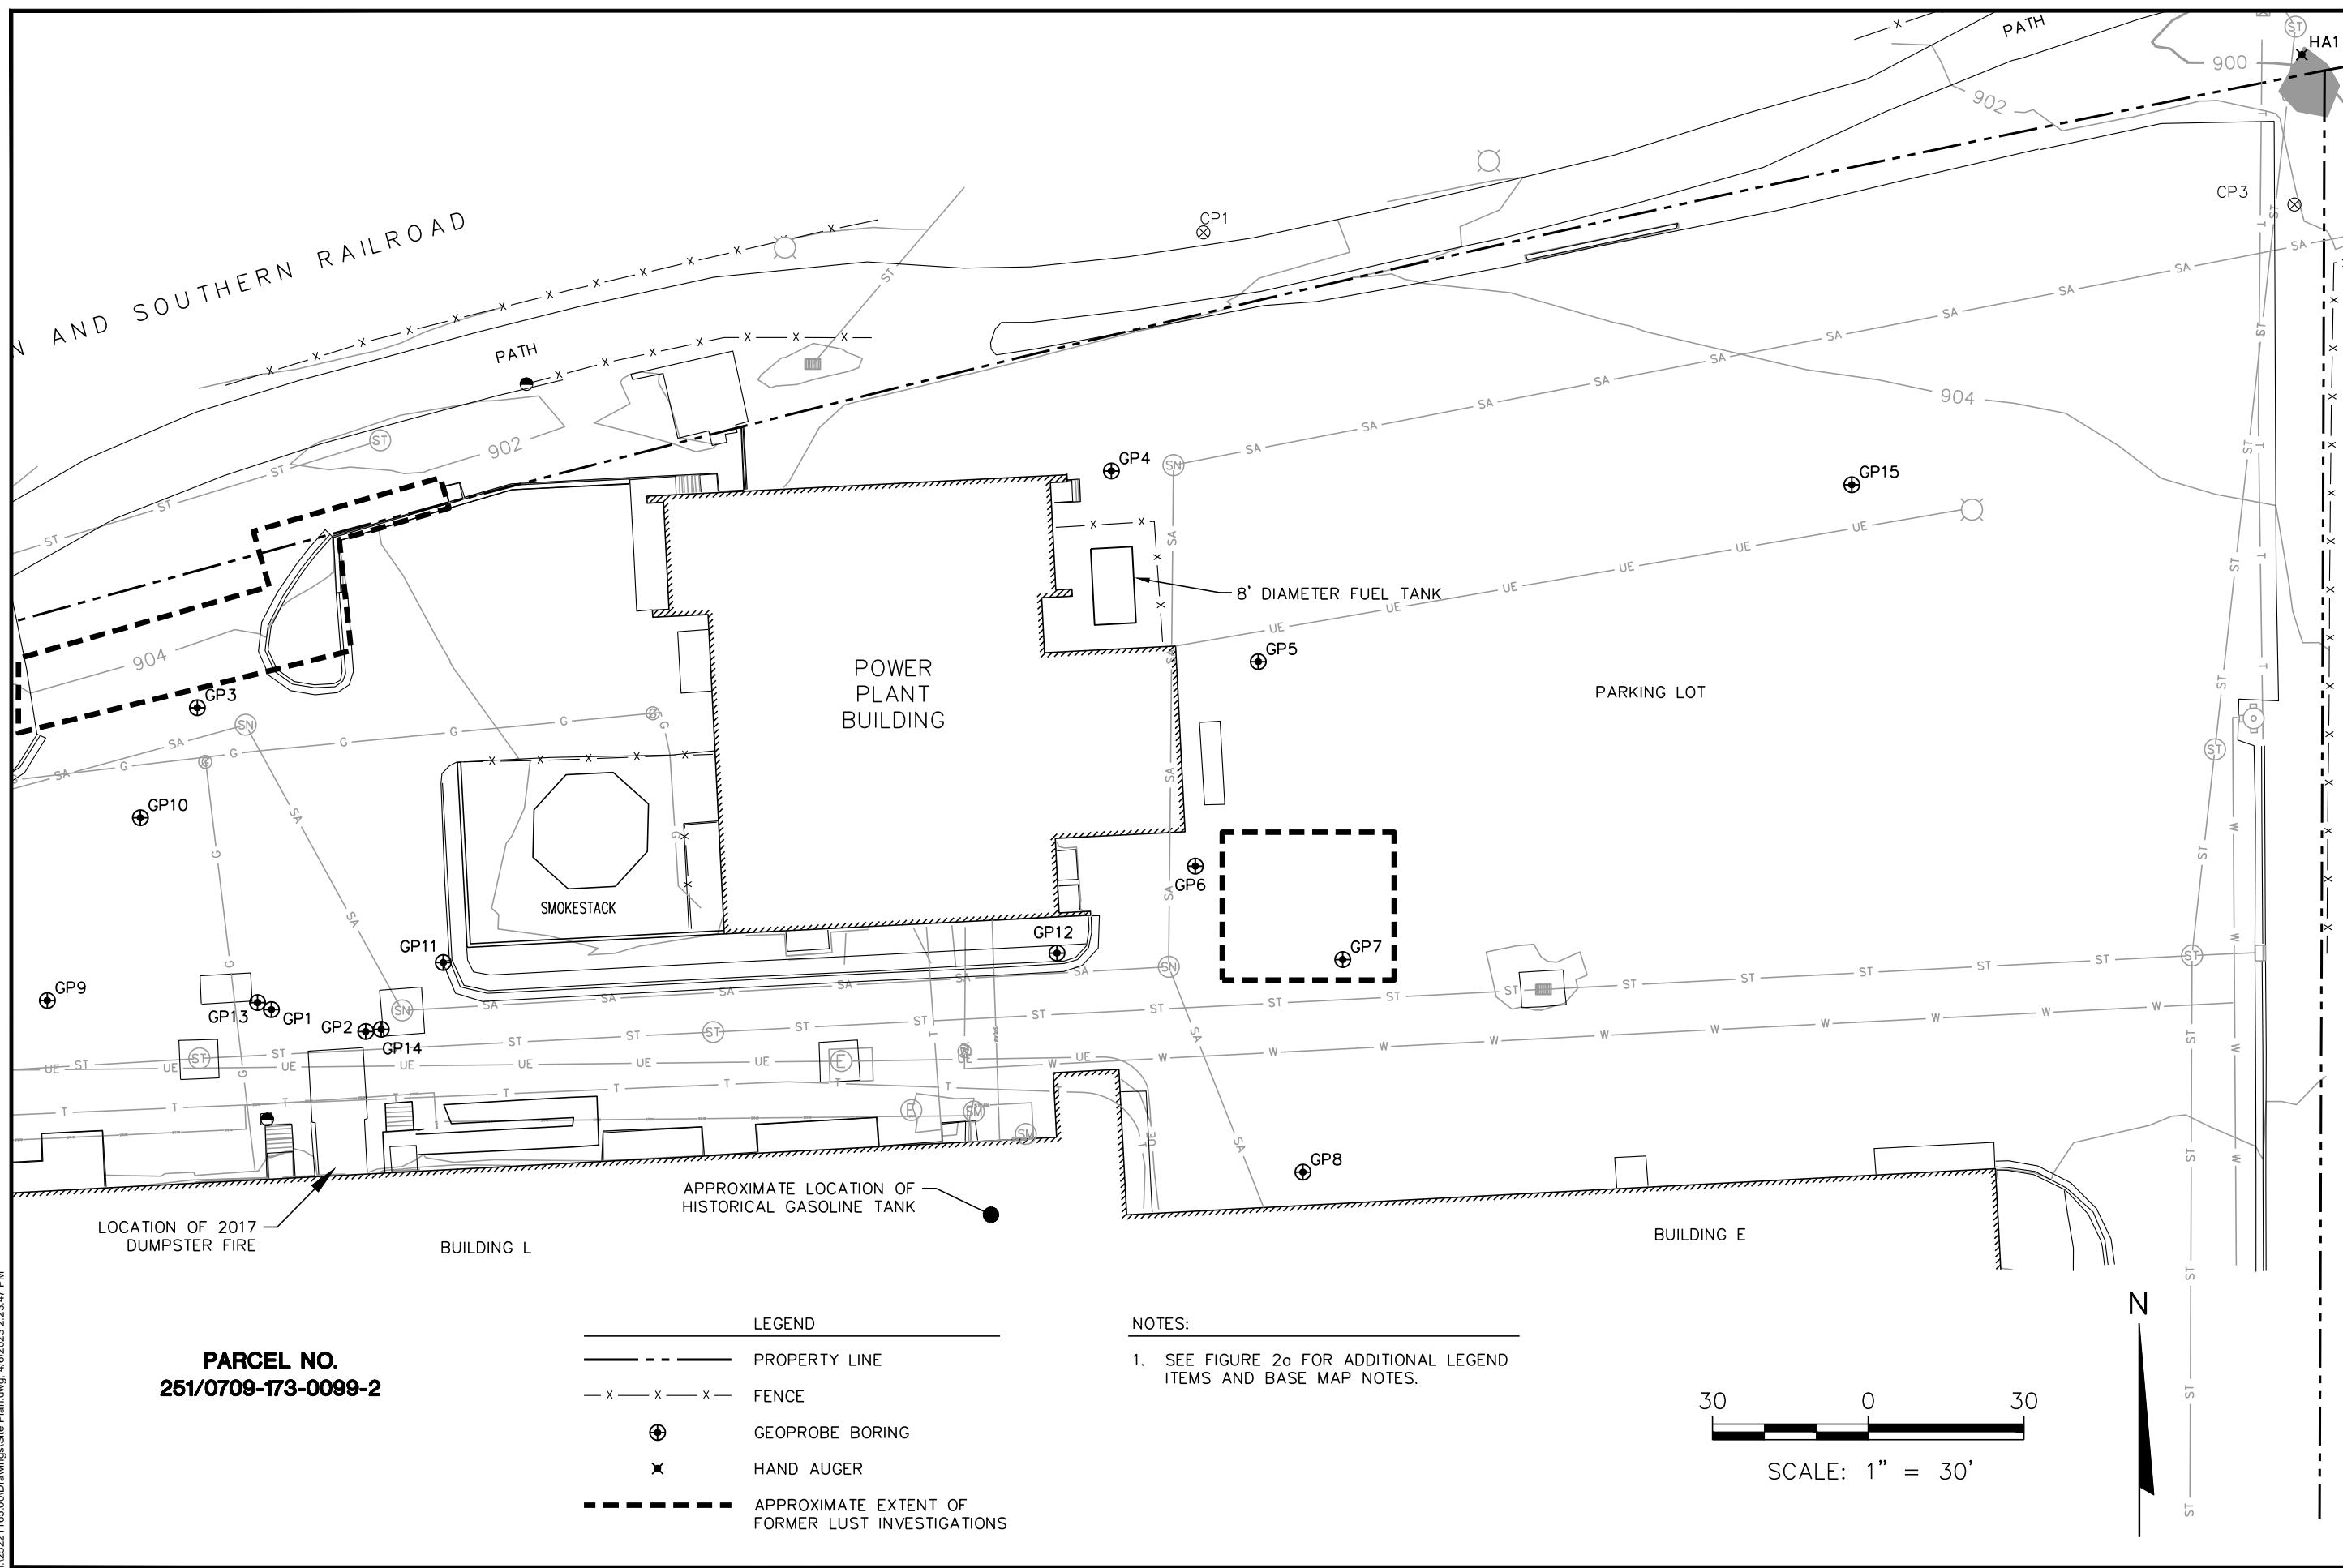 PATH
HA1
900
902
CP3
CP1
N AND SOUTHERN RAILROAD
PATH
902
904
GP4
GP15
8' DIAMETER FUEL TANK
GP5
904
GP3
POWER
PLANT
BUILDING
PARKING LOT
GP10
GP6
SMOKESTACK
GP11
GP12
GP7
GP9
GP13
GP1
GP2
GP14
GP8
APPROXIMATE LOCATION OF
HISTORICAL GASOLINE TANK
LOCATION OF 2017
DUMPSTER FIRE
BUILDING L
BUILDING E
PARCEL NO.
251/0709-173-0099-2
LEGEND
PROPERTY LINE
FENCE
GEOPROBE BORING
HAND AUGER
APPROXIMATE EXTENT OF
FORMER LUST INVESTIGATIONS
NOTES:
1. SEE FIGURE 2a FOR ADDITIONAL LEGEND
ITEMS AND BASE MAP NOTES.
N
30 0 30
SCALE: 1" = 30'